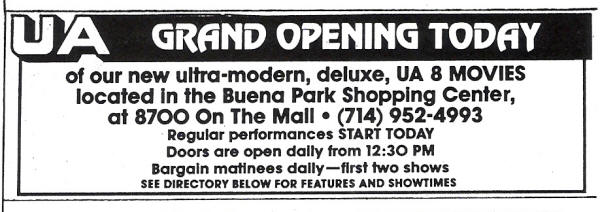 UA GRAND OPENING TODAY
of our new ultra-modern, deluxe, UA 8 MOVIES
located in the Buena Park Shopping Center,
at 8700 On The Mall • (714) 952-4993
Regular performances START TODAY
Doors are open daily from 12:30 PM
Bargain matinees daily—first two shows
SEE DIRECTORY BELOW FOR FEATURES AND SHOWTIMES